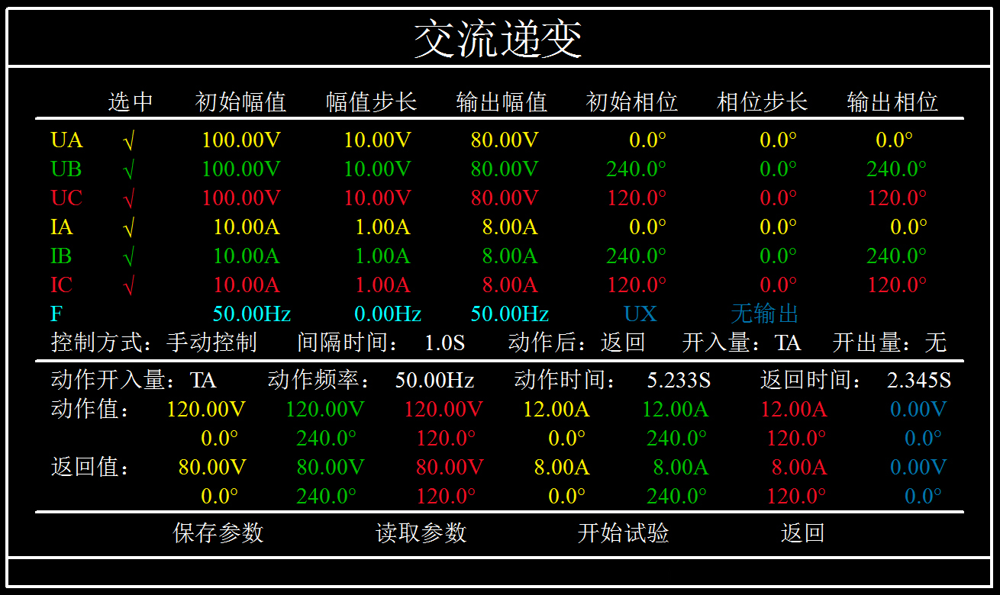 交流递变
选中 初始幅值 幅值步长 输出幅值 初始相位 相位步长 输出相位
UA √ 100.00V 10.00V 80.00V 0.0° 0.0° 0.0°
UB √ 100.00V 10.00V 80.00V 240.0° 0.0° 240.0°
UC √ 100.00V 10.00V 80.00V 120.0° 0.0° 120.0°
IA √ 10.00A 1.00A 8.00A 0.0° 0.0° 0.0°
IB √ 10.00A 1.00A 8.00A 240.0° 0.0° 240.0°
IC √ 10.00A 1.00A 8.00A 120.0° 0.0° 120.0°
F 50.00Hz 0.00Hz 50.00Hz UX 无输出
控制方式：手动控制 间隔时间： 1.0S 动作后：返回 开入量：TA 开出量：无
动作开入量：TA 动作频率： 50.00Hz 动作时间： 5.233S 返回时间： 2.345S
动作值： 120.00V 120.00V 120.00V 12.00A 12.00A 12.00A 0.00V
0.0° 240.0° 120.0° 0.0° 240.0° 120.0° 0.0°
返回值： 80.00V 80.00V 80.00V 8.00A 8.00A 8.00A 0.00V
0.0° 240.0° 120.0° 0.0° 240.0° 120.0° 0.0°
保存参数 读取参数 开始试验 返回